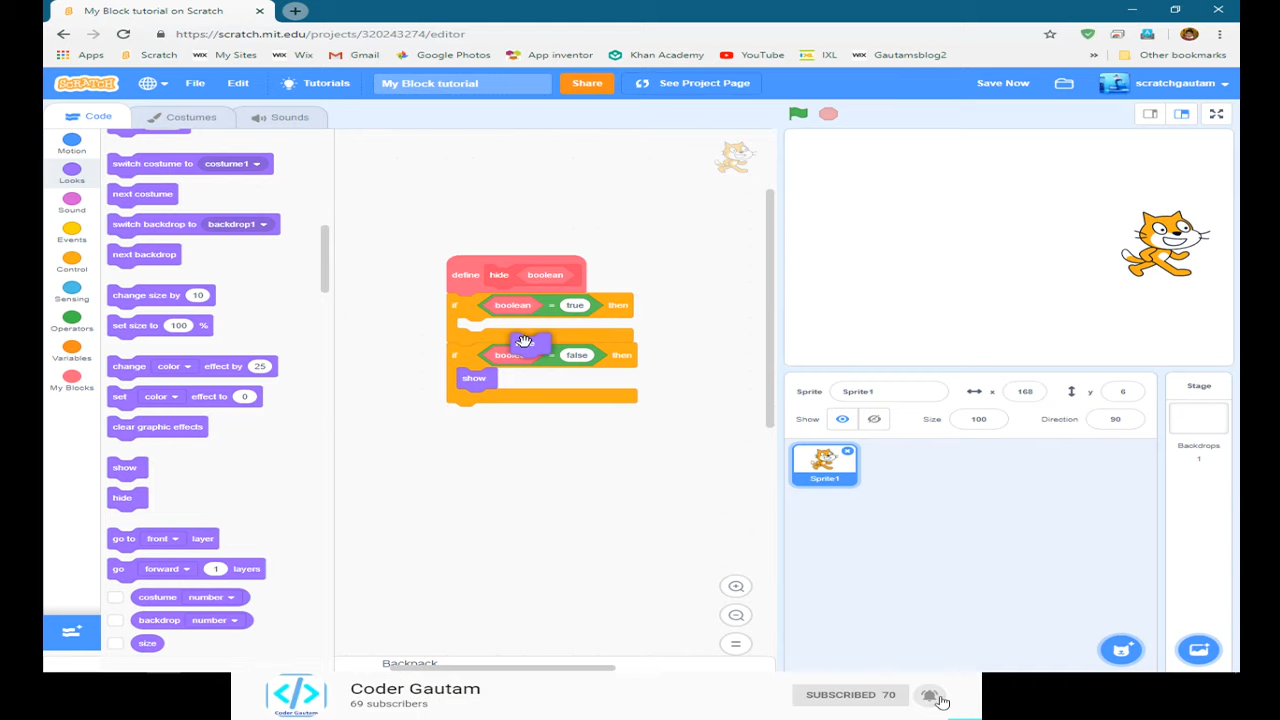 My Block tutorial on Scratch
https://scratch.mit.edu/projects/320243274/editor
Apps Scratch WiX My Sites WiX Wix Gmail Google Photos App inventor Khan Academy YouTube IXL WiX Gautamsblog2 » Other bookmarks
SCRATCH File Edit Tutorials My Block tutorial Share See Project Page Save Now scratchgautam
Code Costumes Sounds
Motion
Looks
Sound
Events
Control
Sensing
Operators
Variables
My Blocks
switch costume to costume1
next costume
switch backdrop to backdrop1
next backdrop
change size by 10
set size to 100 %
change color effect by 25
set color effect to 0
clear graphic effects
show
hide
go to front layer
go forward 1 layers
costume number
backdrop number
size
define hide boolean
if boolean = true then
if = false then
show
Backpack
Sprite Sprite1 x 168 y 6
Show Size 100 Direction 90
Sprite1
Stage
Backdrops
1
</> Coder Gautam
Coder Gautam
69 subscribers
SUBSCRIBED 70